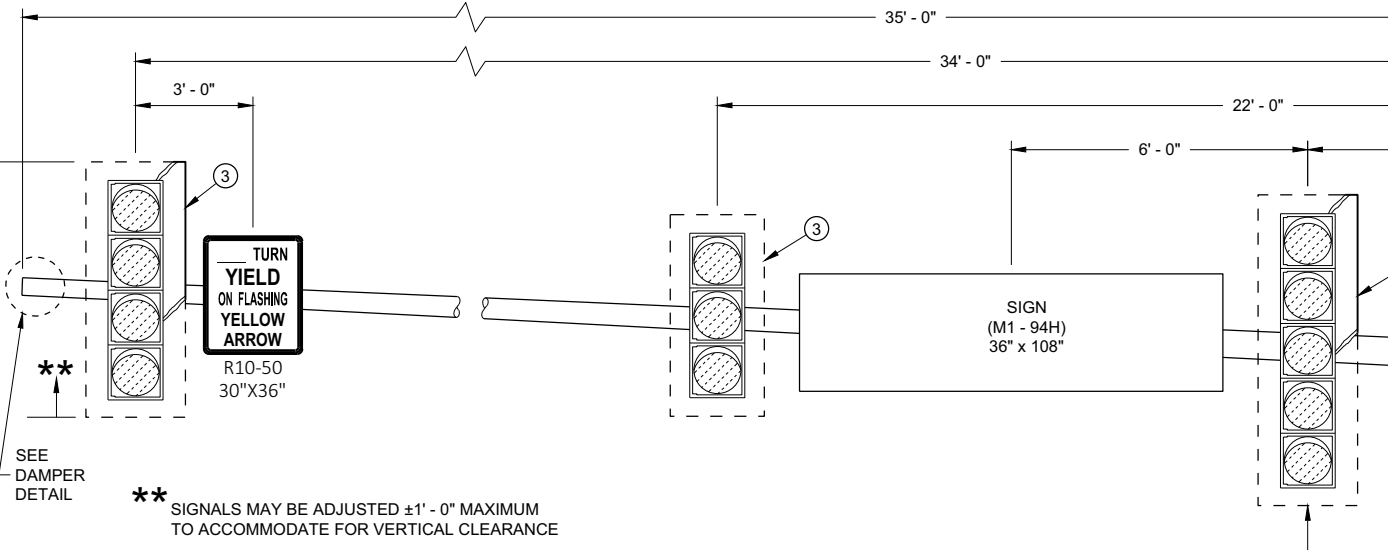 35' - 0"
34' - 0"
3' - 0"
22' - 0"
6' - 0"
3
3
___ TURN
YIELD
ON FLASHING
YELLOW
ARROW
R10-50
30"X36"
SIGN
(M1 - 94H)
36" x 108"
**
SEE
DAMPER
DETAIL
** SIGNALS MAY BE ADJUSTED ±1' - 0" MAXIMUM
TO ACCOMMODATE FOR VERTICAL CLEARANCE